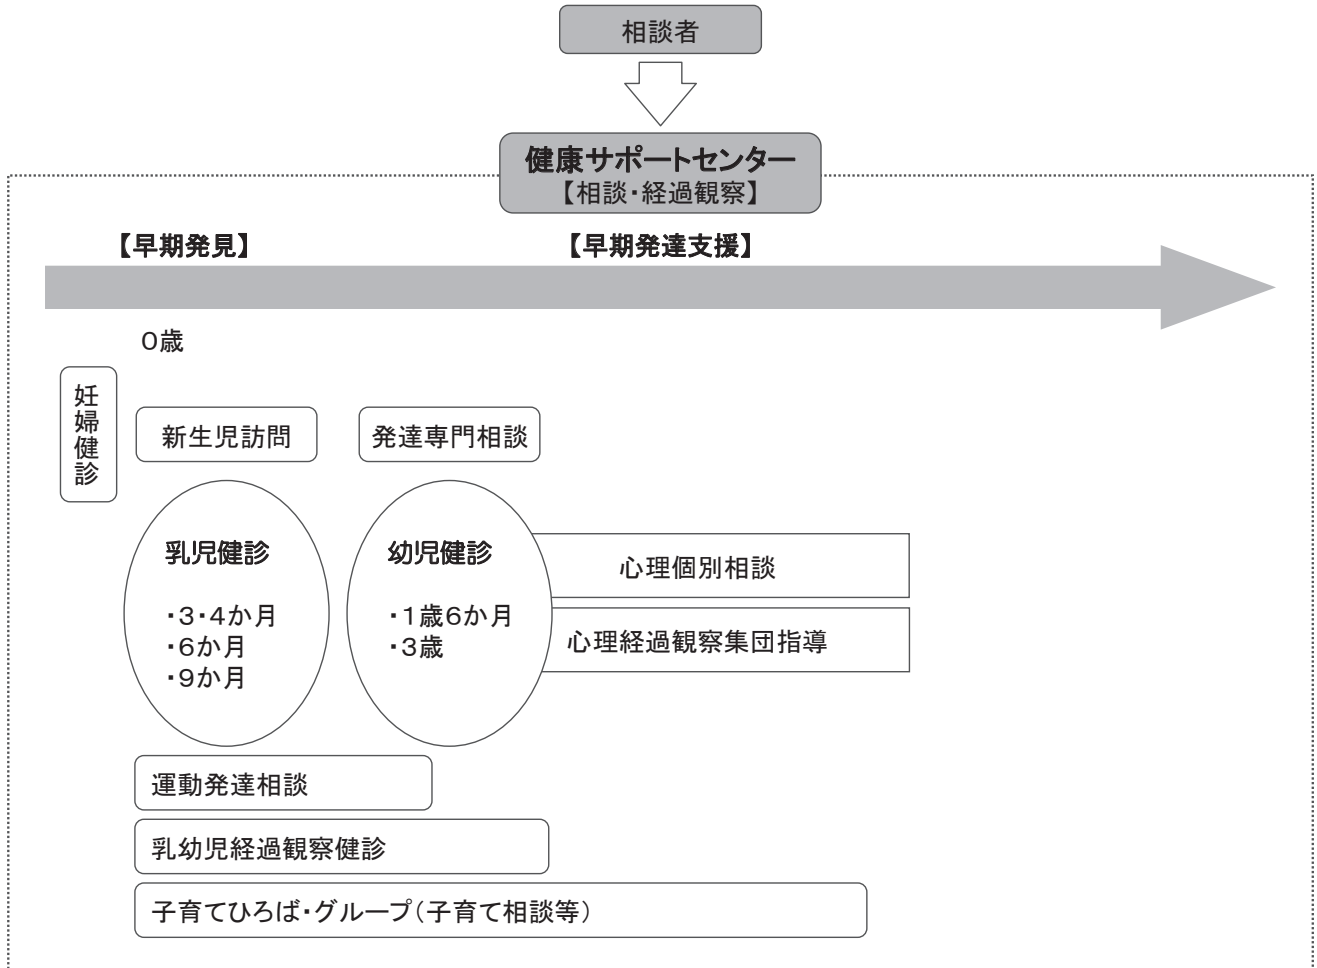 相談者
健康サポートセンター
【相談・経過観察】
【早期発見】
【早期発達支援】
0歳
妊婦健診
新生児訪問
発達専門相談
乳児健診
・3・4か月
・6か月
・9か月
幼児健診
・1歳6か月
・3歳
心理個別相談
心理経過観察集団指導
運動発達相談
乳幼児経過観察健診
子育てひろば・グループ(子育て相談等)